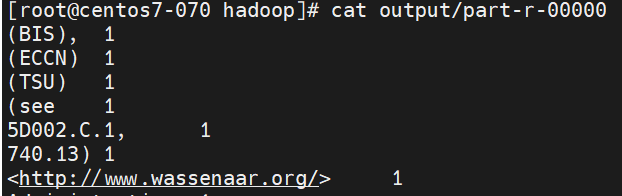 [root@centos7-070 hadoop]# cat output/part-r-00000
(BIS),	1
(ECCN)	1
(TSU)	1
(see	1
5D002.C.1,	1
740.13)	1
<http://www.wassenaar.org/>	1